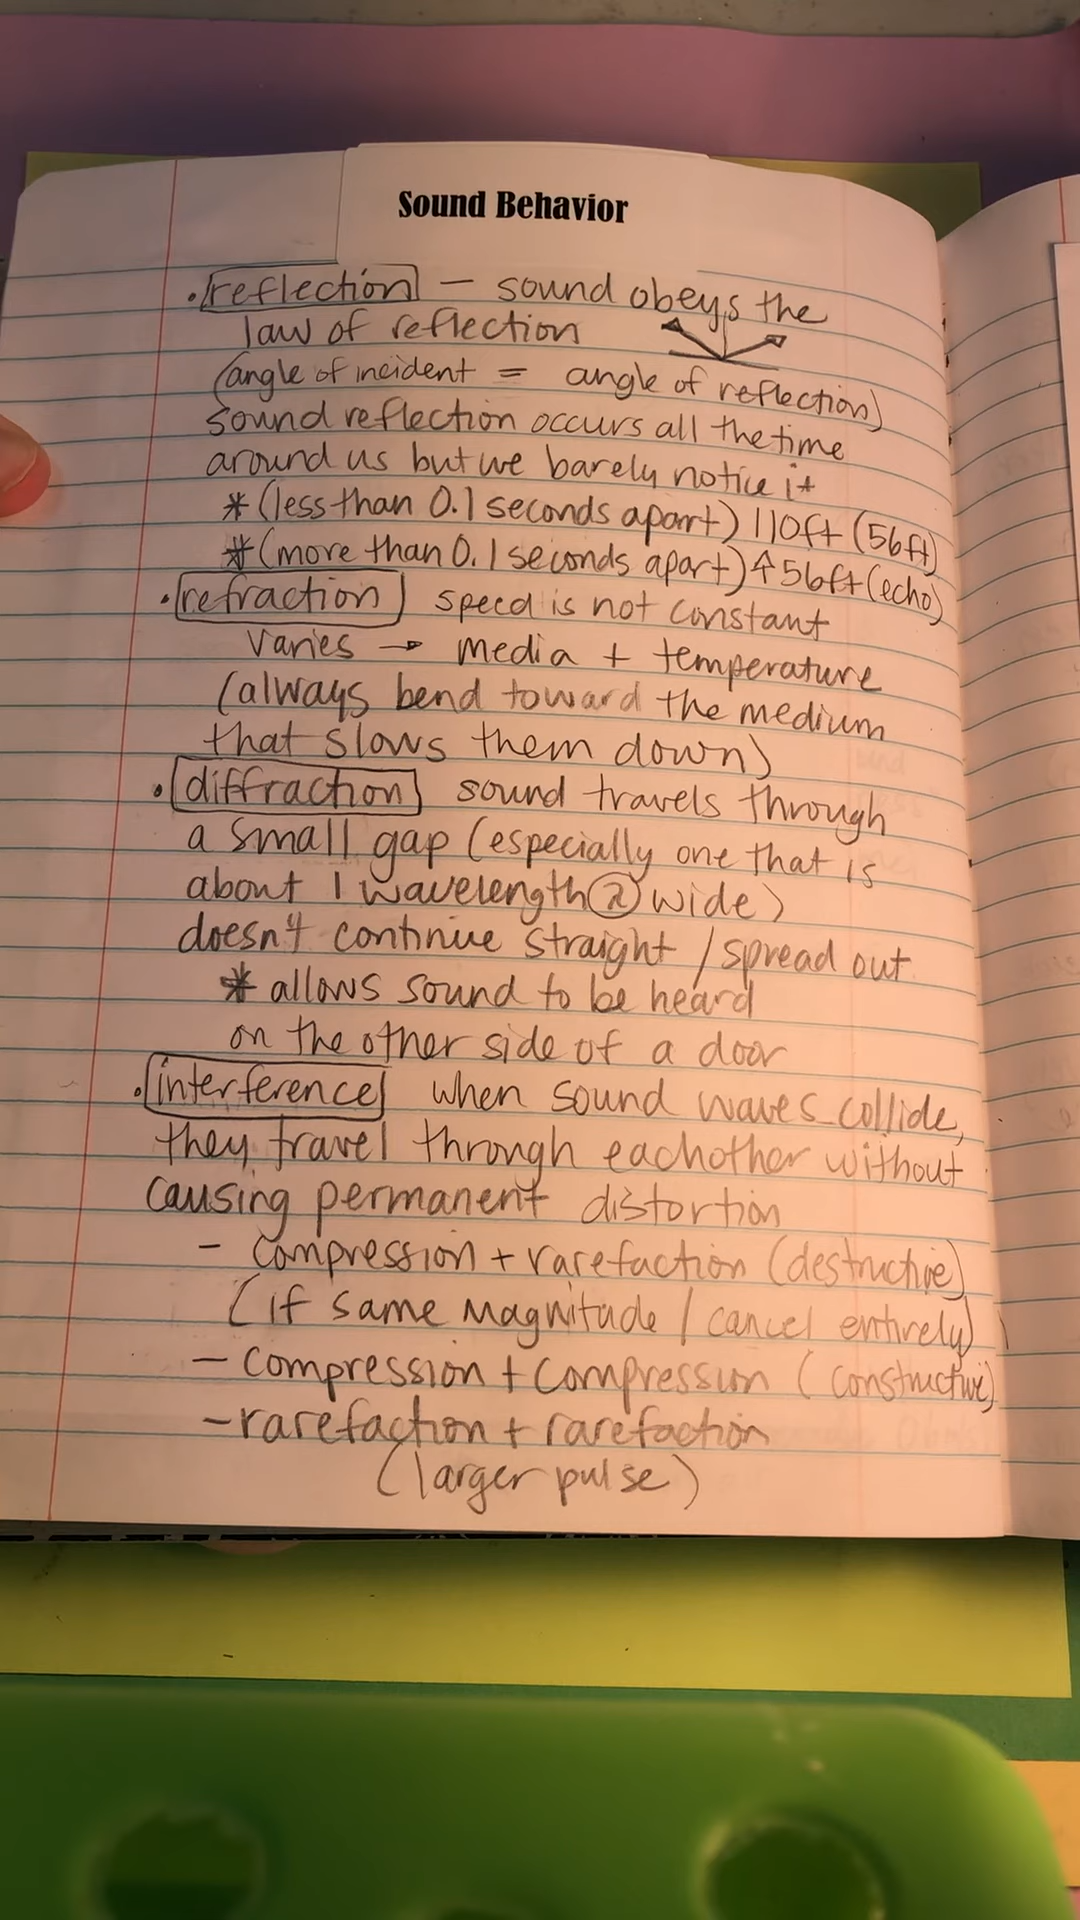 Sound Behavior
• reflection — sound obeys the
law of reflection
(angle of incident = angle of reflection)
sound reflection occurs all the time
around us but we barely notice it
* (less than 0.1 seconds apart) 110ft (56ft)
* (more than 0.1 seconds apart) ↑ 56ft (echo)
• refraction speed is not constant
varies → media + temperature
(always bend toward the medium
that slows them down)
• diffraction sound travels through
a small gap (especially one that is
about 1 wavelength λ wide)
doesn't continue straight / spread out
* allows sound to be heard
on the other side of a door
• interference when sound waves collide,
they travel through eachother without
causing permanent distortion
- compression + rarefaction (destructive)
(if same magnitude / cancel entirely)
- compression + compression (constructive)
- rarefaction + rarefaction
(larger pulse)